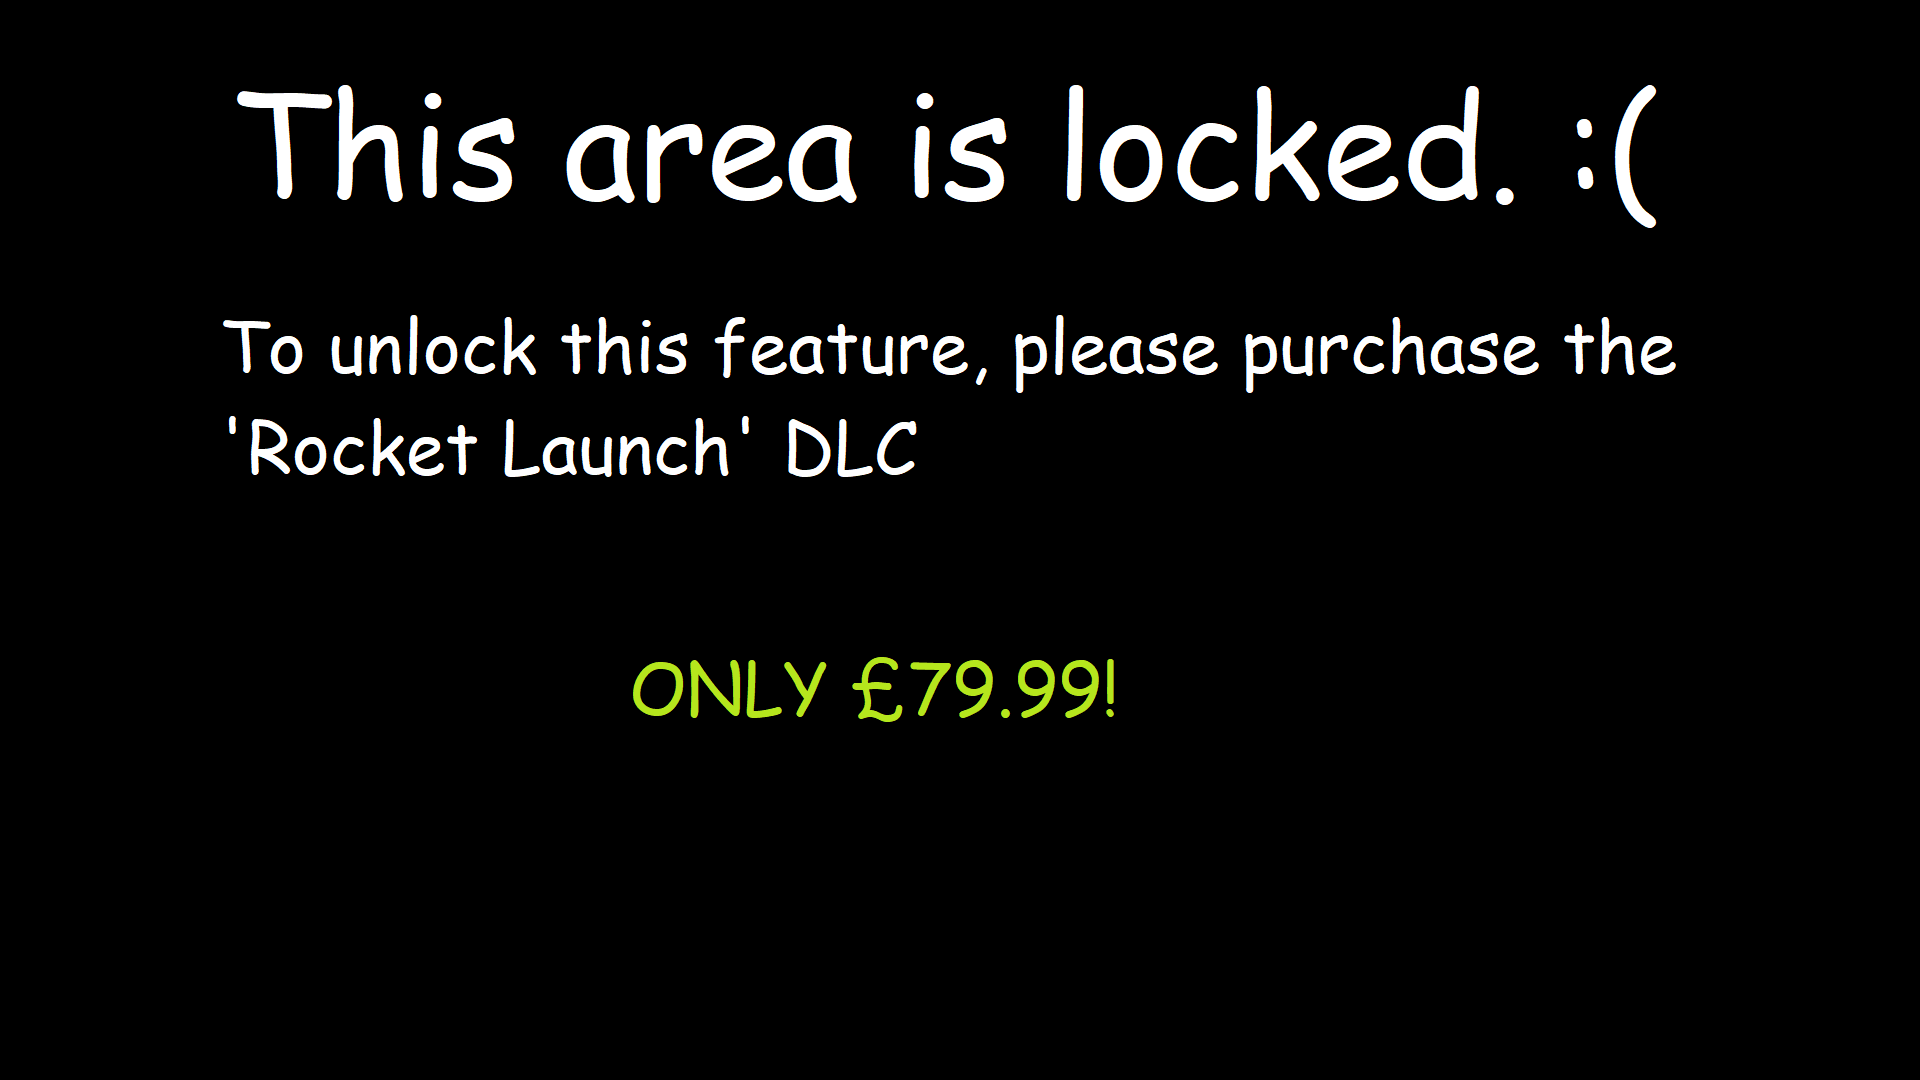 This area is locked. :(
To unlock this feature, please purchase the
'Rocket Launch' DLC
ONLY £79.99!